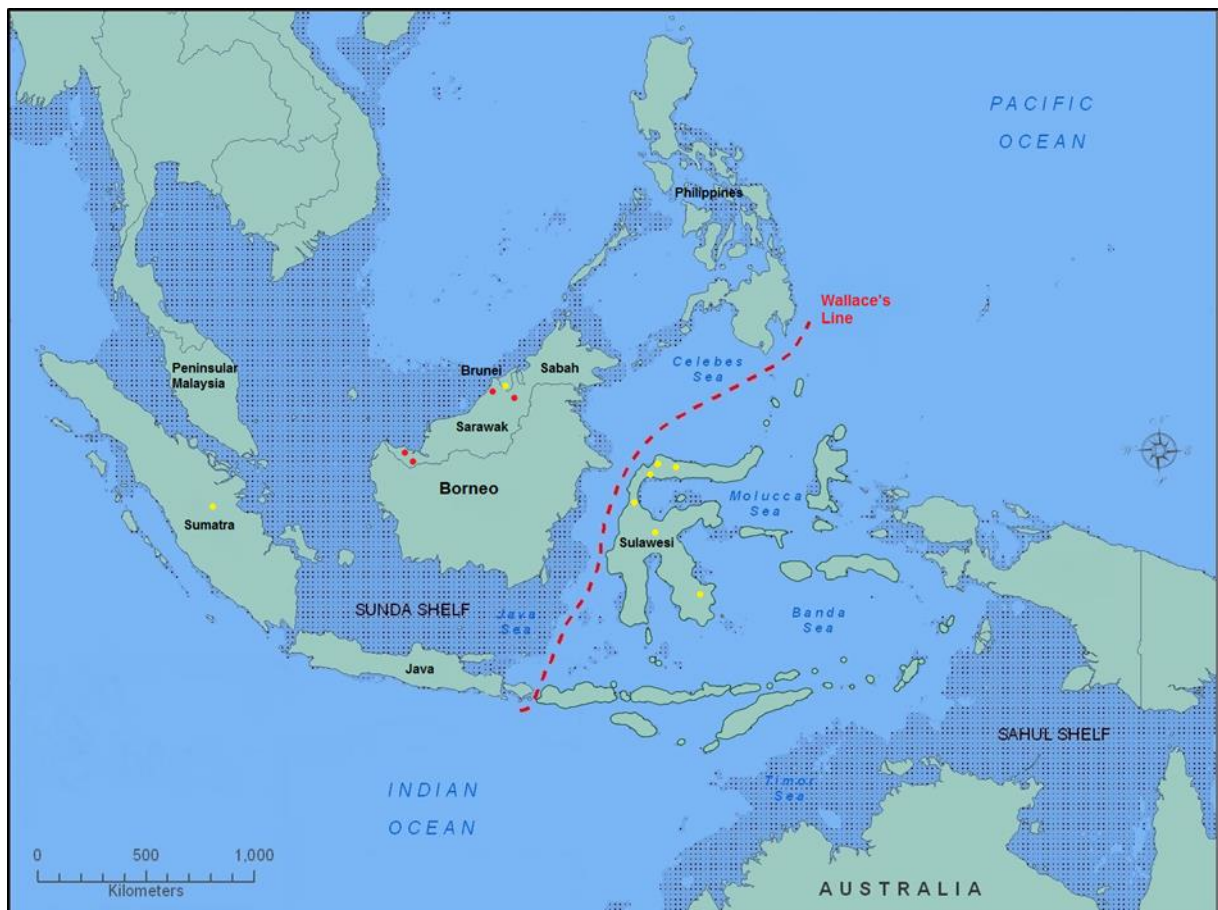 PACIFIC
OCEAN
Philippines
Wallace's
Line
Celebes
Sea
Brunei
Sabah
Peninsular
Malaysia
Sarawak
Borneo
Molucca
Sea
Sumatra
Sulawesi
SUNDA SHELF
Java
Sea
Banda
Sea
Java
SAHUL SHELF
Timor
Sea
INDIAN
OCEAN
0 500 1,000
Kilometers
AUSTRALIA